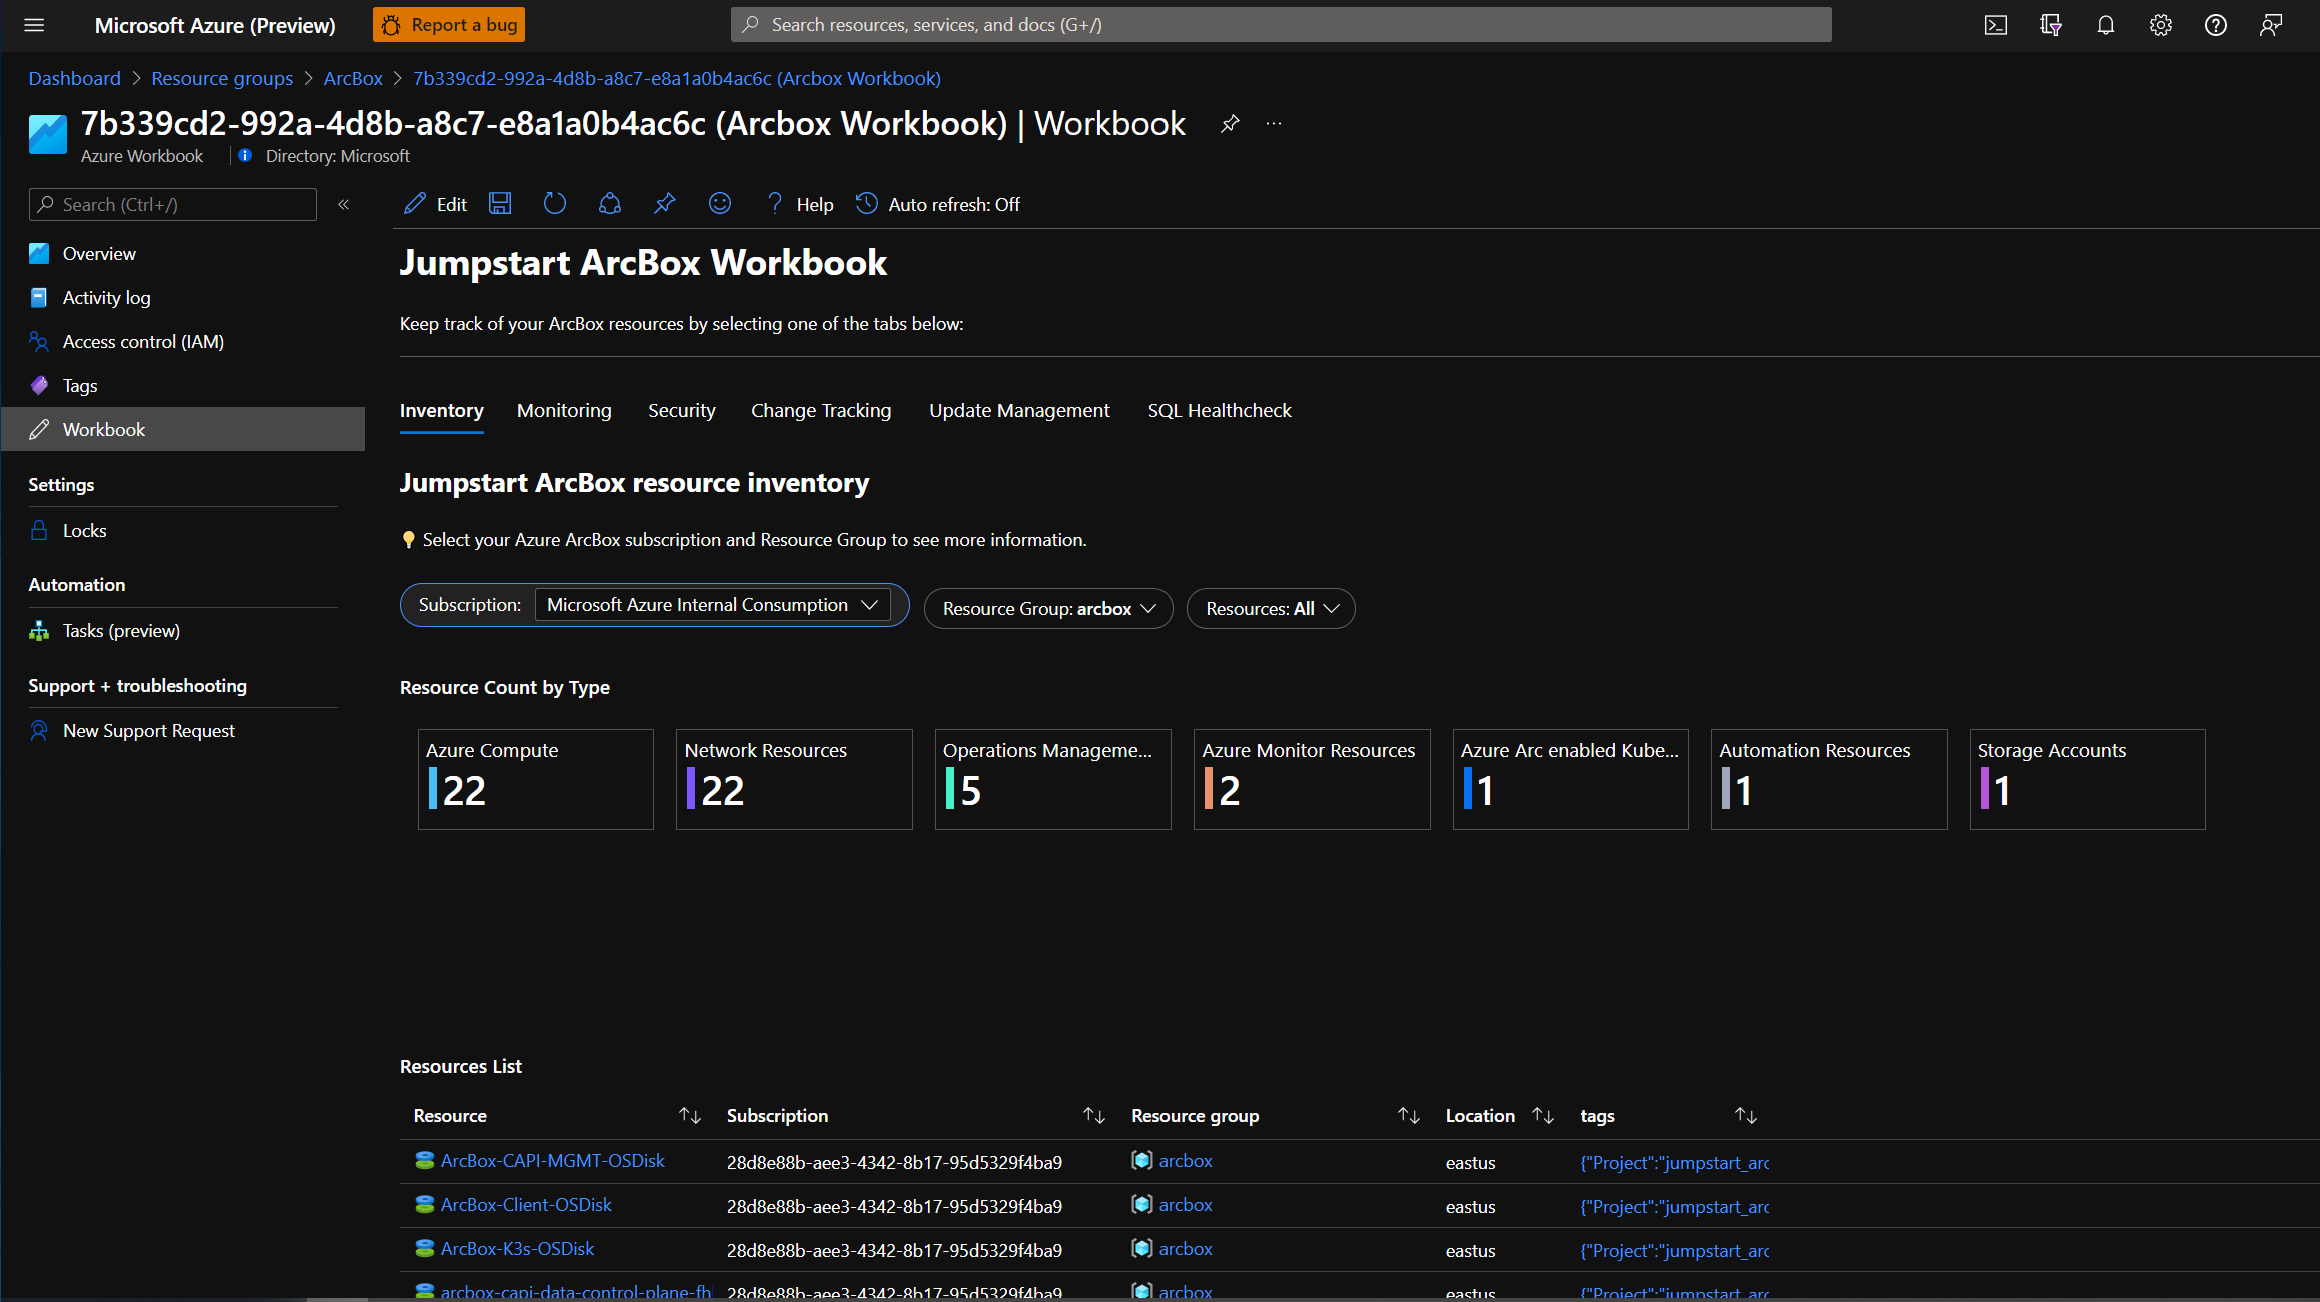 Microsoft Azure (Preview)
Report a bug
Search resources, services, and docs (G+/)
Dashboard > Resource groups > ArcBox > 7b339cd2-992a-4d8b-a8c7-e8a1a0b4ac6c (Arcbox Workbook)
7b339cd2-992a-4d8b-a8c7-e8a1a0b4ac6c (Arcbox Workbook) | Workbook
Azure Workbook
Directory: Microsoft
Search (Ctrl+/)
Overview
Activity log
Access control (IAM)
Tags
Workbook
Settings
Locks
Automation
Tasks (preview)
Support + troubleshooting
New Support Request
Edit
Help
Auto refresh: Off
Jumpstart ArcBox Workbook
Keep track of your ArcBox resources by selecting one of the tabs below:
Inventory Monitoring Security Change Tracking Update Management SQL Healthcheck
Jumpstart ArcBox resource inventory
Select your Azure ArcBox subscription and Resource Group to see more information.
Subscription: Microsoft Azure Internal Consumption
Resource Group: arcbox
Resources: All
Resource Count by Type
Azure Compute
22
Network Resources
22
Operations Manageme...
5
Azure Monitor Resources
2
Azure Arc enabled Kube...
1
Automation Resources
1
Storage Accounts
1
Resources List
Resource Subscription Resource group Location tags
ArcBox-CAPI-MGMT-OSDisk 28d8e88b-aee3-4342-8b17-95d5329f4ba9 arcbox eastus {"Project":"jumpstart_arc
ArcBox-Client-OSDisk 28d8e88b-aee3-4342-8b17-95d5329f4ba9 arcbox eastus {"Project":"jumpstart_arc
ArcBox-K3s-OSDisk 28d8e88b-aee3-4342-8b17-95d5329f4ba9 arcbox eastus {"Project":"jumpstart_arc
arcbox-capi-data-control-plane-fh 28d8e88b-aee3-4342-8b17-95d5329f4ba9 arcbox eastus {"Project":"jumpstart_arc